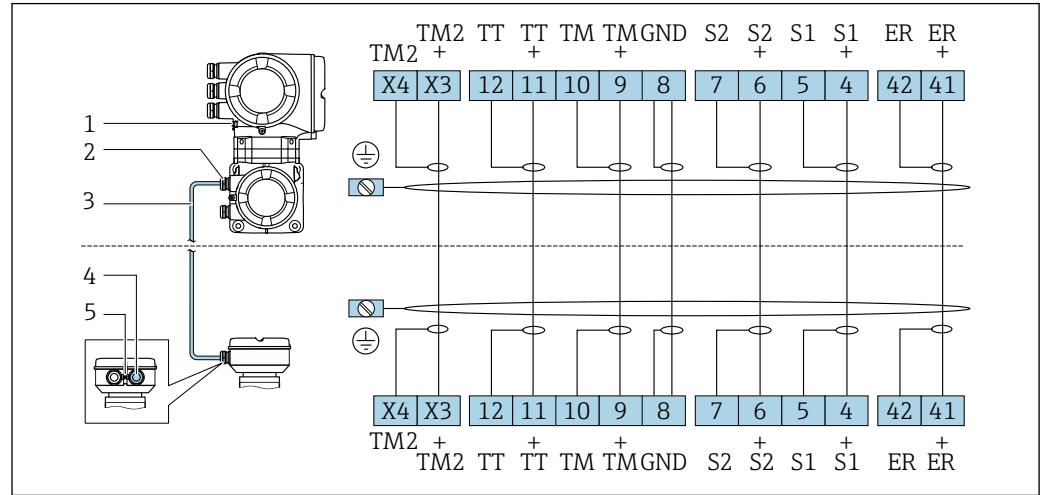 TM2 TT TT TM TM GND S2 S2 S1 S1 ER ER
TM2 + + + + + +
X4 X3 12 11 10 9 8 7 6 5 4 42 41
1
2
3
4
5
X4 X3 12 11 10 9 8 7 6 5 4 42 41
TM2 + + + + + +
TM2 TT TT TM TM GND S2 S2 S1 S1 ER ER